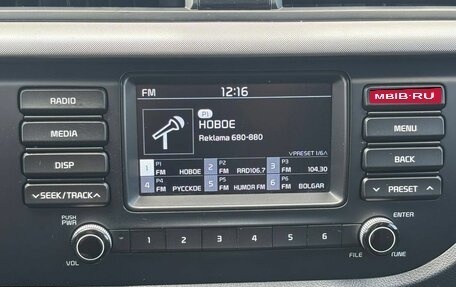 FM 12:16
RADIO
MEDIA
DISP
SEEK/TRACK
P1
НОВОЕ
Reklama 680-880
PRESET 1/6
1 P1 FM НОВОЕ
2 P2 FM RRD106.7
3 P3 FM 104.30
4 P4 FM РУССКОЕ
5 P5 FM HUMOR FM
6 P6 FM BOLGAR
MBIB·RU
MENU
BACK
PRESET
PUSH
PWR
VOL
1 2 3 4 5 6
ENTER
FILE
TUNE